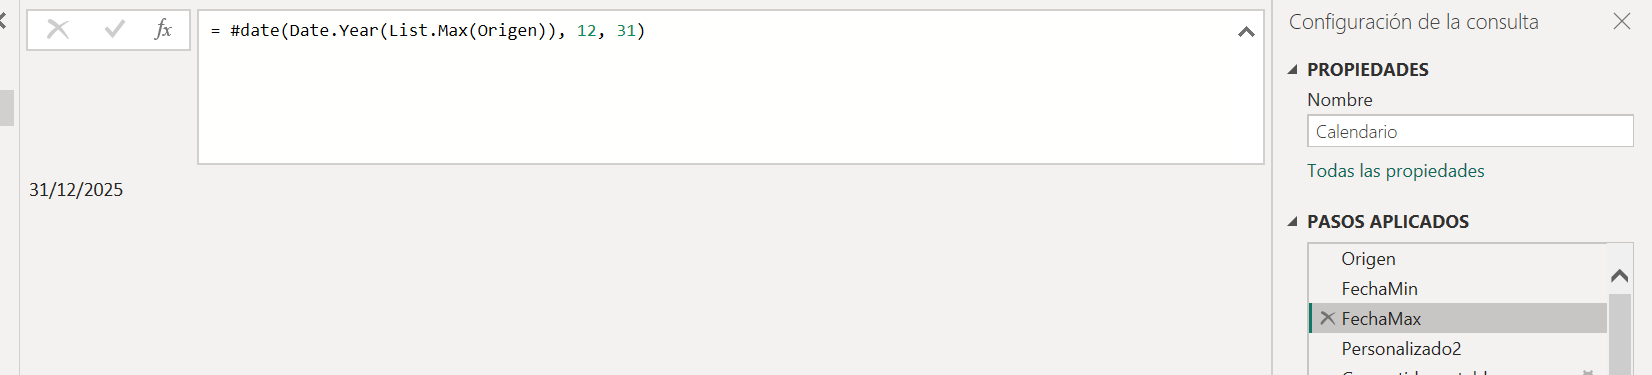 fx
= #date(Date.Year(List.Max(Origen)), 12, 31)
31/12/2025
Configuración de la consulta
PROPIEDADES
Nombre
Calendario
Todas las propiedades
PASOS APLICADOS
Origen
FechaMin
FechaMax
Personalizado2